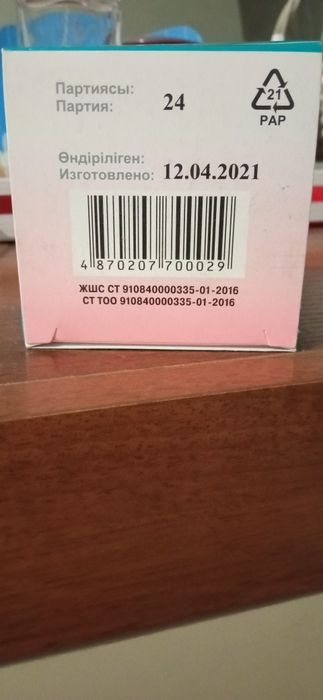 Партиясы:
Партия: 24
21
PAP
Өндірілген:
Изготовлено: 12.04.2021
4 870207 700029
ЖШС СТ 910840000335-01-2016
СТ ТОО 910840000335-01-2016